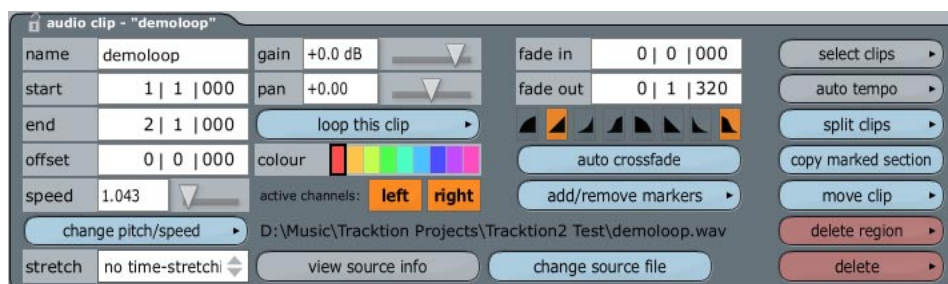 audio clip - "demoloop"
name demoloop gain +0.0 dB fade in 0| 0 |000 select clips
start 1| 1 |000 pan +0.00 fade out 0| 1 |320 auto tempo
end 2| 1 |000 loop this clip split clips
offset 0| 0 |000 colour auto crossfade copy marked section
speed 1.043 active channels: left right add/remove markers move clip
change pitch/speed D:\Music\Tracktion Projects\Tracktion2 Test\demoloop.wav delete region
stretch no time-stretchi view source info change source file delete